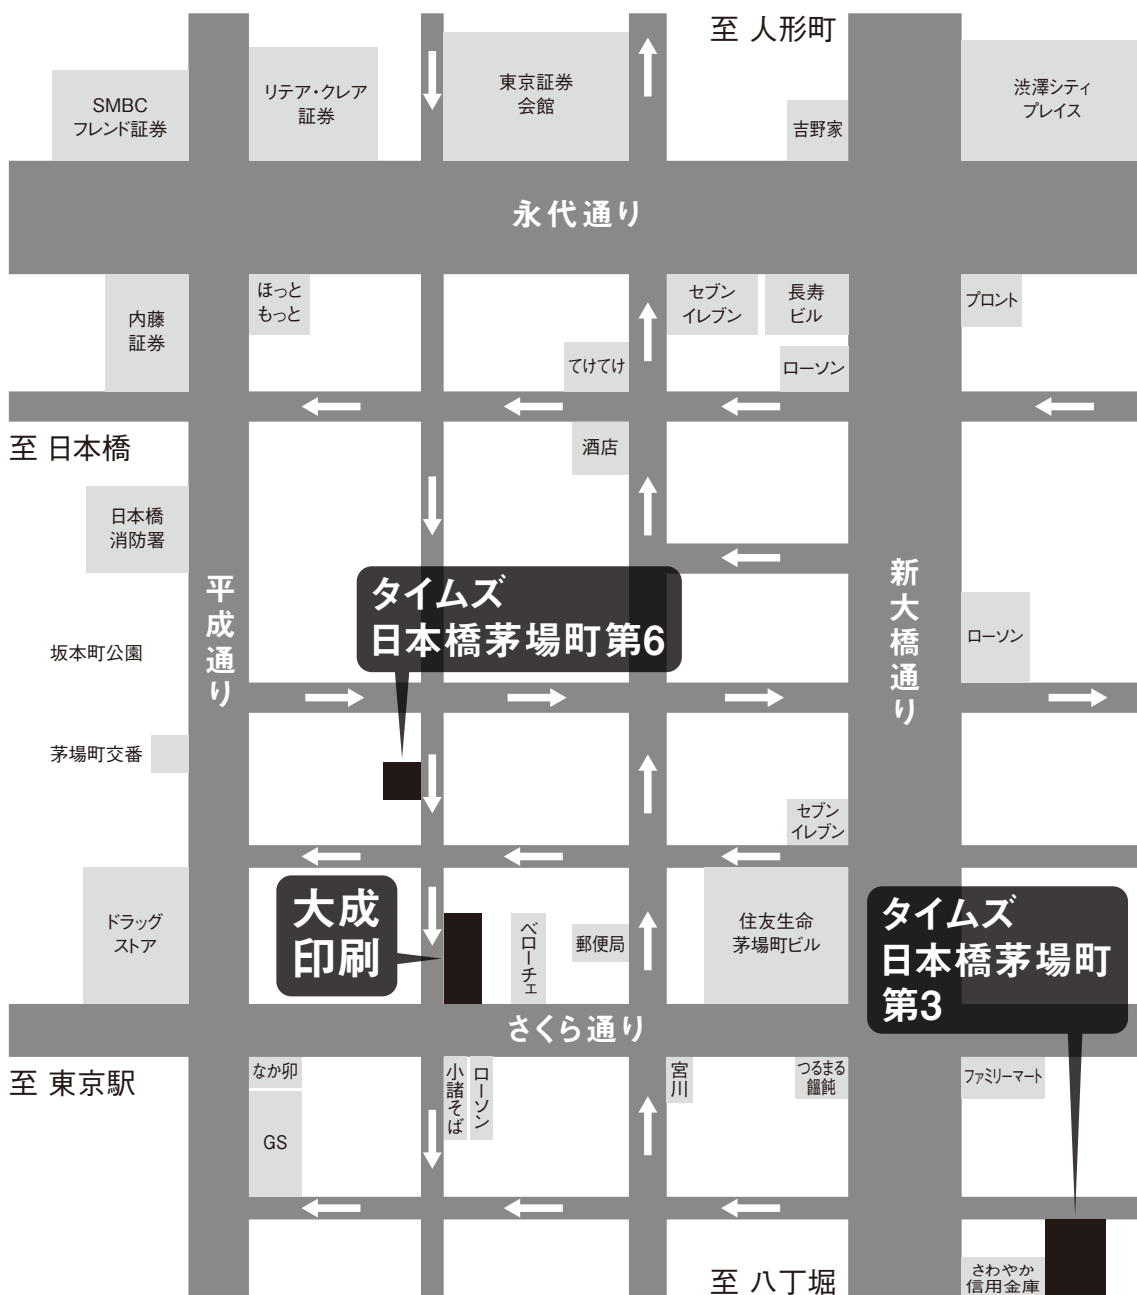 至 人形町
SMBC
フレンド証券
リテア・クレア
証券
東京証券
会館
吉野家
渋澤シティ
プレイス
永代通り
内藤
証券
ほっと
もっと
セブン
イレブン
長寿
ビル
プロント
てけてけ
ローソン
至 日本橋
酒店
日本橋
消防署
平成通り
新大橋通り
タイムズ
日本橋茅場町第6
ローソン
坂本町公園
茅場町交番
セブン
イレブン
ドラッグ
ストア
大成
印刷
ベローチェ
郵便局
住友生命
茅場町ビル
タイムズ
日本橋茅場町
第3
さくら通り
至 東京駅
なか卯
GS
小諸そば
ローソン
宮川
つるまる
饂飩
ファミリーマート
至 八丁堀
さわやか
信用金庫